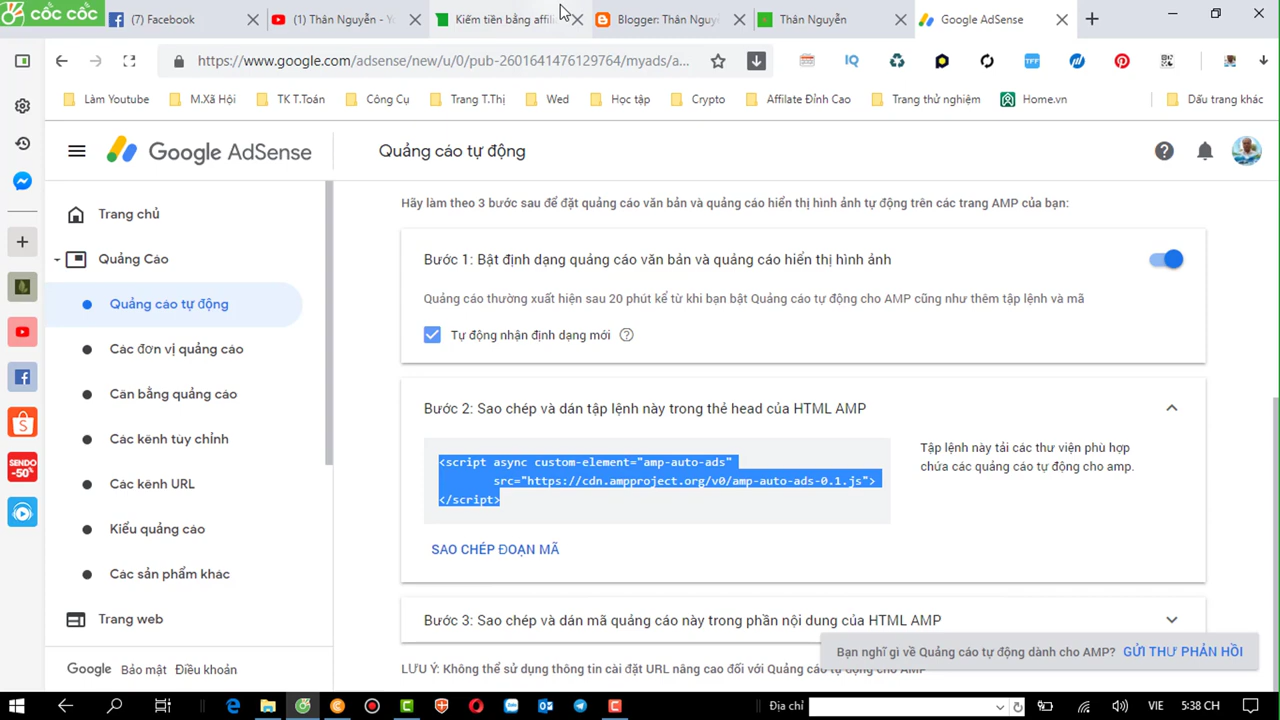 cốc cốc
(7) Facebook
(1) Thân Nguyễn - Yo
Kiếm tiền bằng affili
Blogger: Thân Nguy
Thân Nguyễn
Google AdSense
https://www.google.com/adsense/new/u/0/pub-2601641476129764/myads/a...
IQ
TFF
Làm Youtube
M.Xã Hội
TK T.Toán
Công Cụ
Trang T.Thị
Wed
Học tập
Crypto
Affilate Đỉnh Cao
Trang thử nghiệm
Home.vn
Dấu trang khác
Google AdSense
Quảng cáo tự động
Trang chủ
Quảng Cáo
Quảng cáo tự động
Các đơn vị quảng cáo
Cân bằng quảng cáo
Các kênh tùy chỉnh
Các kênh URL
Kiểu quảng cáo
Các sản phẩm khác
Trang web
Google
Bảo mật
Điều khoản
SENDO
-50%
Hãy làm theo 3 bước sau để đặt quảng cáo văn bản và quảng cáo hiển thị hình ảnh tự động trên các trang AMP của bạn:
Bước 1: Bật định dạng quảng cáo văn bản và quảng cáo hiển thị hình ảnh
Quảng cáo thường xuất hiện sau 20 phút kể từ khi bạn bật Quảng cáo tự động cho AMP cũng như thêm tập lệnh và mã
Tự động nhận định dạng mới
Bước 2: Sao chép và dán tập lệnh này trong thẻ head của HTML AMP
<script async custom-element="amp-auto-ads"
src="https://cdn.ampproject.org/v0/amp-auto-ads-0.1.js">
</script>
Tập lệnh này tải các thư viện phù hợp
chứa các quảng cáo tự động cho amp.
SAO CHÉP ĐOẠN MÃ
Bước 3: Sao chép và dán mã quảng cáo này trong phần nội dung của HTML AMP
Bạn nghĩ gì về Quảng cáo tự động dành cho AMP?
GỬI THƯ PHẢN HỒI
LƯU Ý: Không thể sử dụng thông tin cài đặt URL nâng cao đối với Quảng cáo tự động cho AMP
Địa chỉ
VIE
5:38 CH